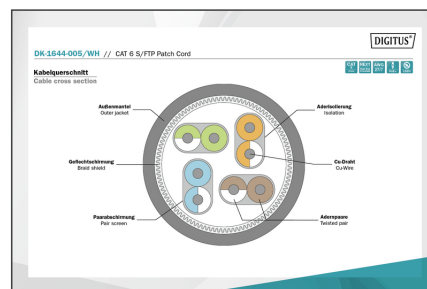 DIGITUS®
DK-1644-005/WH // CAT 6 S/FTP Patch Cord
Kabelquerschnitt
Cable cross section
Außenmantel
Outer jacket
Aderisolierung
Isolation
Geflechtschirmung
Braid shield
Cu-Draht
Cu-Wire
Paarabschirmung
Pair screen
Adernpaare
Twisted pair